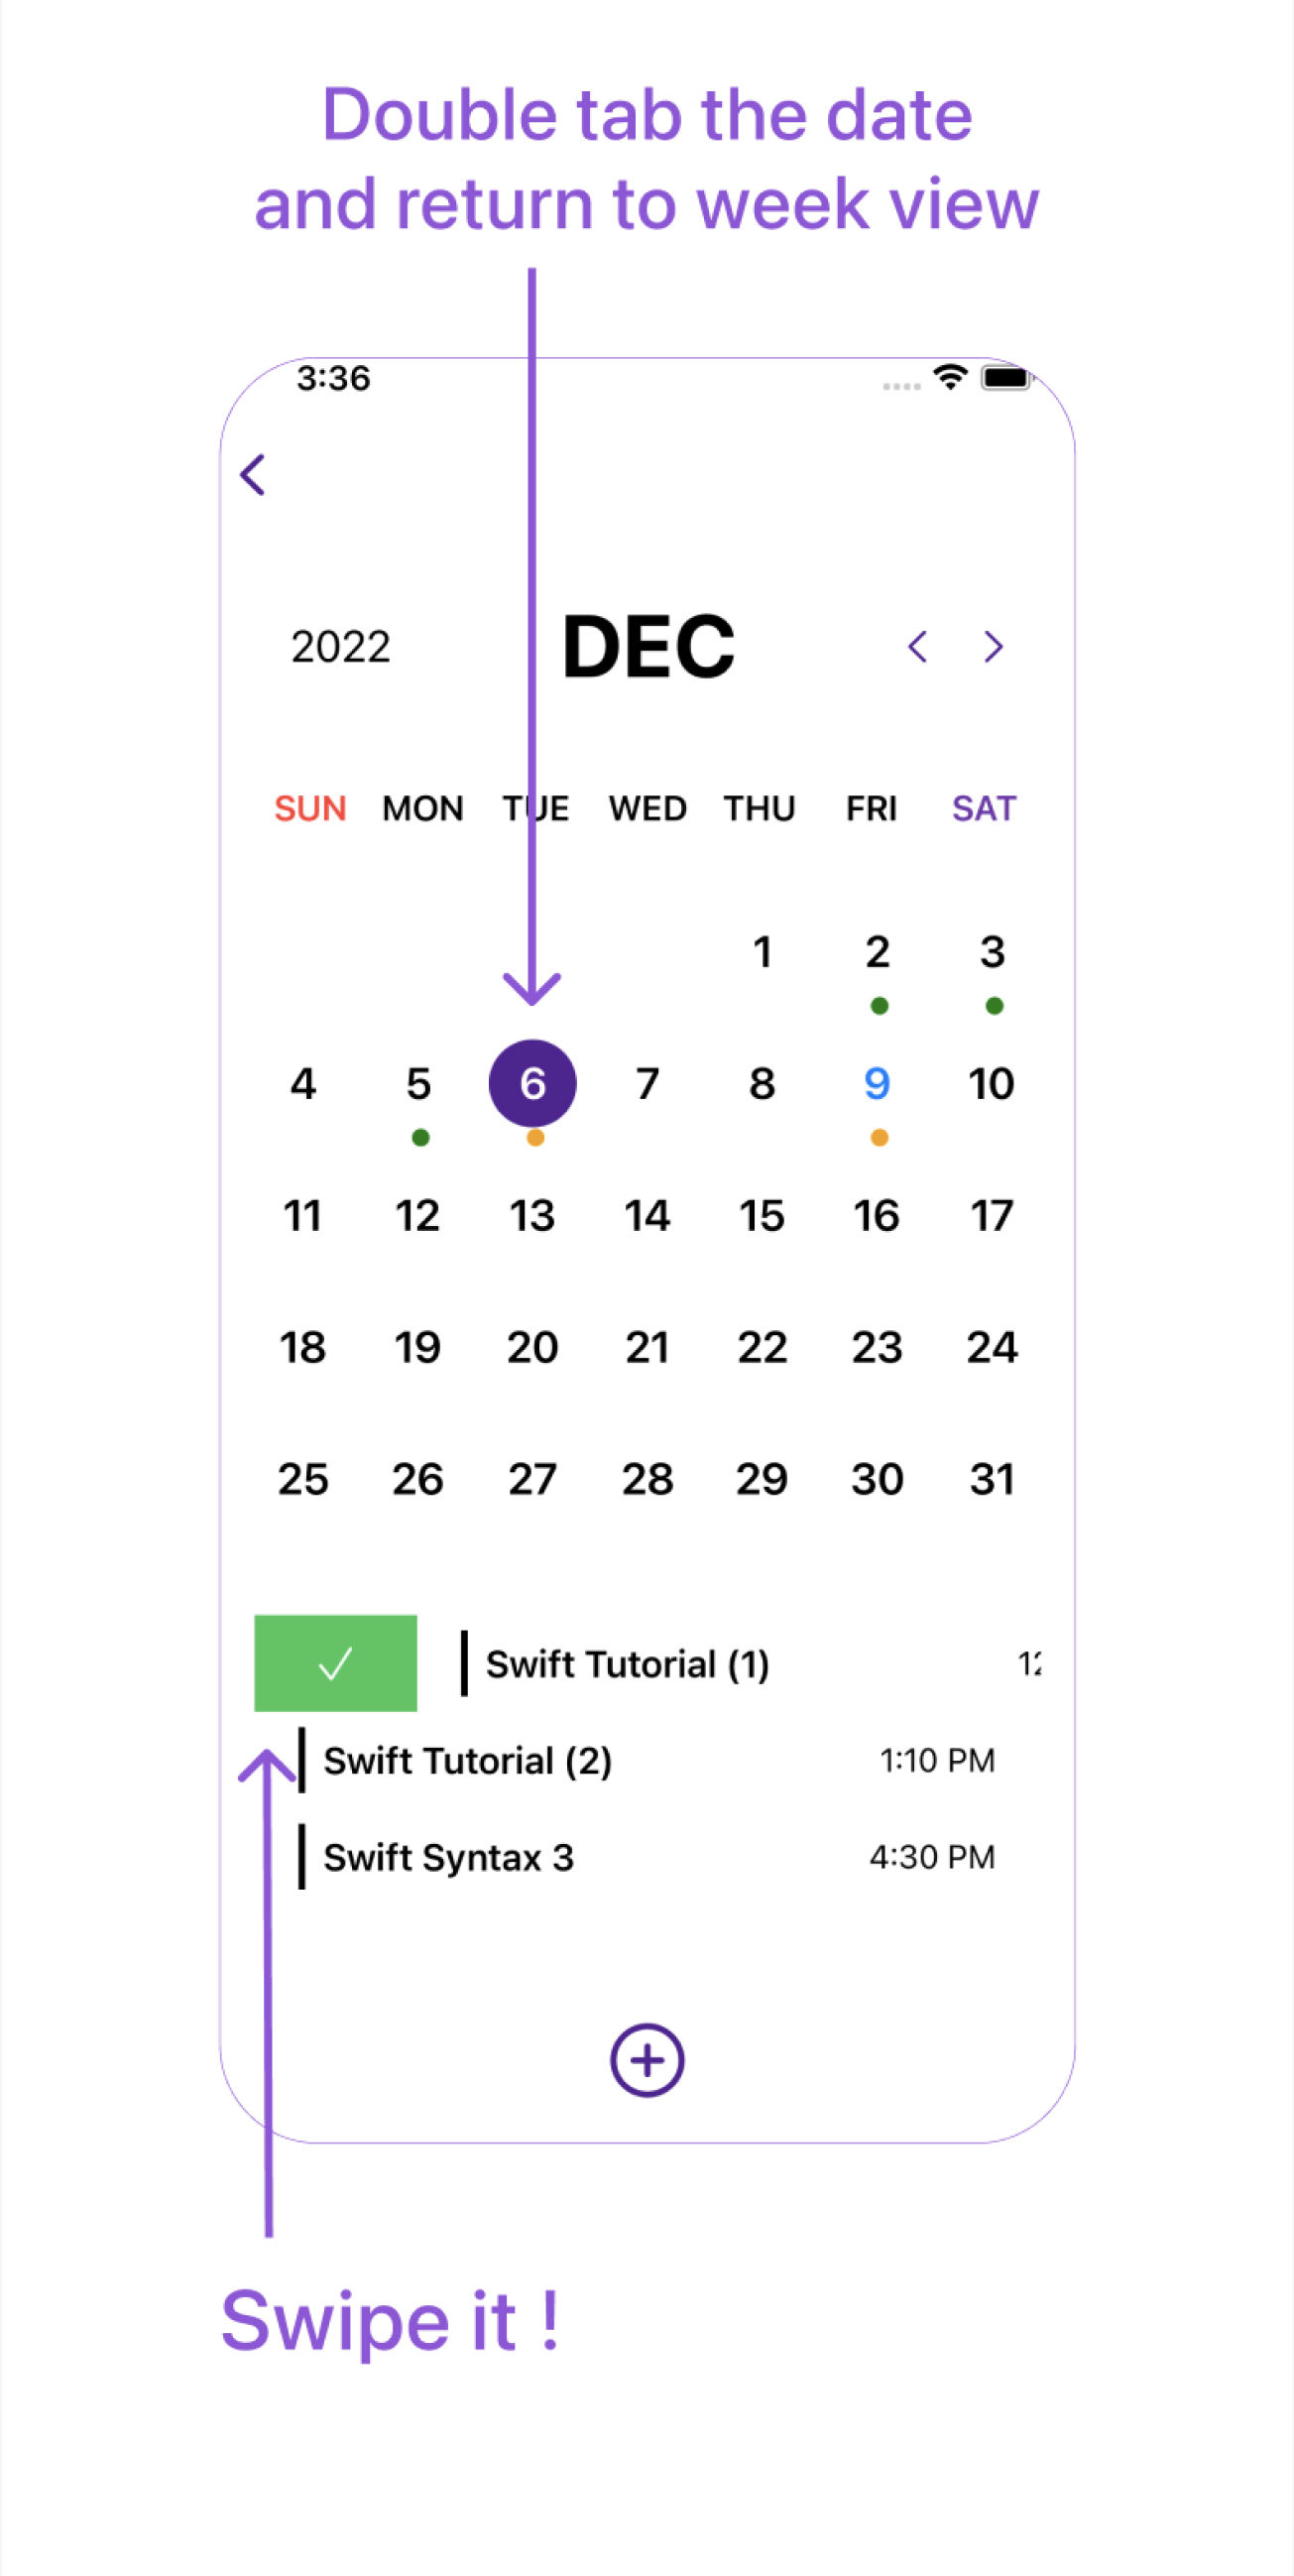 Double tab the date
and return to week view
3:36
2022 DEC
SUN MON TUE WED THU FRI SAT
1 2 3
4 5 6 7 8 9 10
11 12 13 14 15 16 17
18 19 20 21 22 23 24
25 26 27 28 29 30 31
Swift Tutorial (1)
Swift Tutorial (2) 1:10 PM
Swift Syntax 3 4:30 PM
Swipe it !